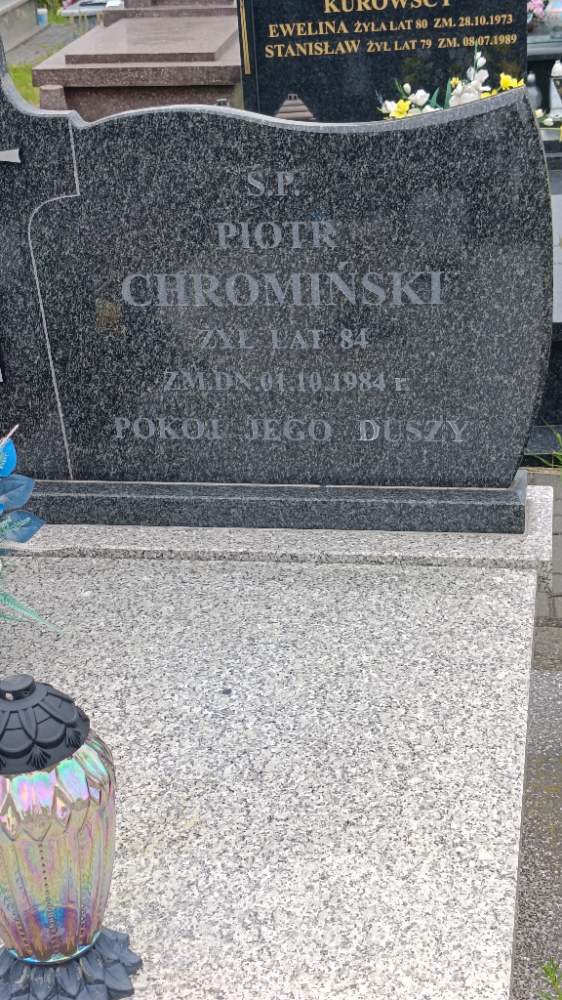 KUROWSCY
EWELINA ŻYŁA LAT 80 ZM. 28.10.1973
STANISŁAW ŻYŁ LAT 79 ZM. 08.07.1989
Ś.P.
PIOTR
CHROMIŃSKI
ŻYŁ LAT 84
ZM.DN.01.10.1984 r.
POKÓJ JEGO DUSZY